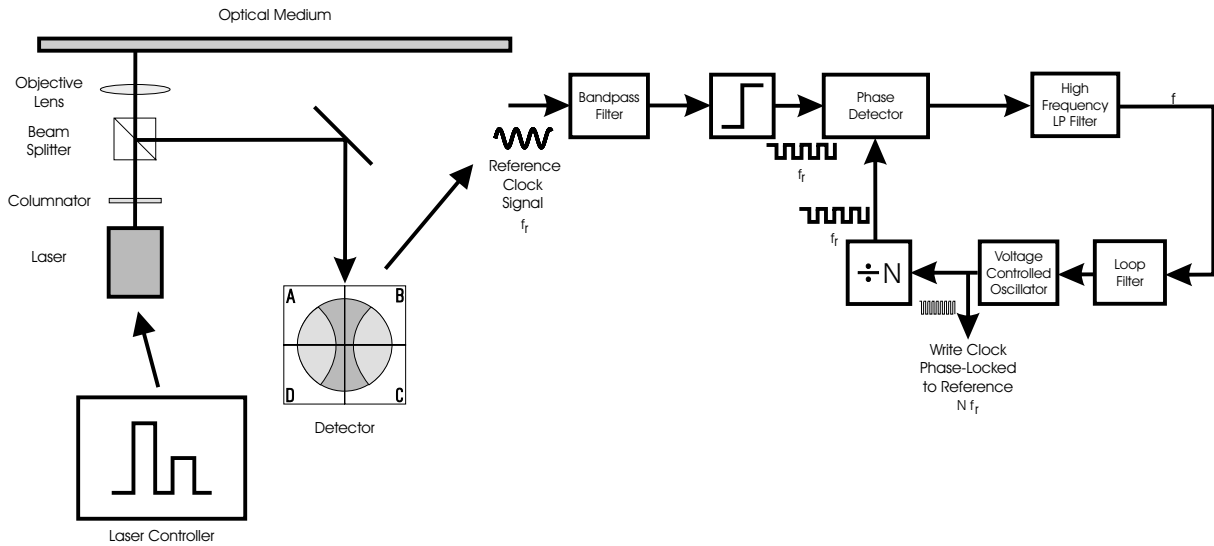 Optical Medium
Objective
Lens
Beam
Splitter
Columnator
Laser
Laser Controller
A
B
D
C
Detector
Reference
Clock
Signal
fr
Bandpass
Filter
fr
Phase
Detector
High
Frequency
LP Filter
f
fr
÷N
Voltage
Controlled
Oscillator
Loop
Filter
Write Clock
Phase-Locked
to Reference
N fr